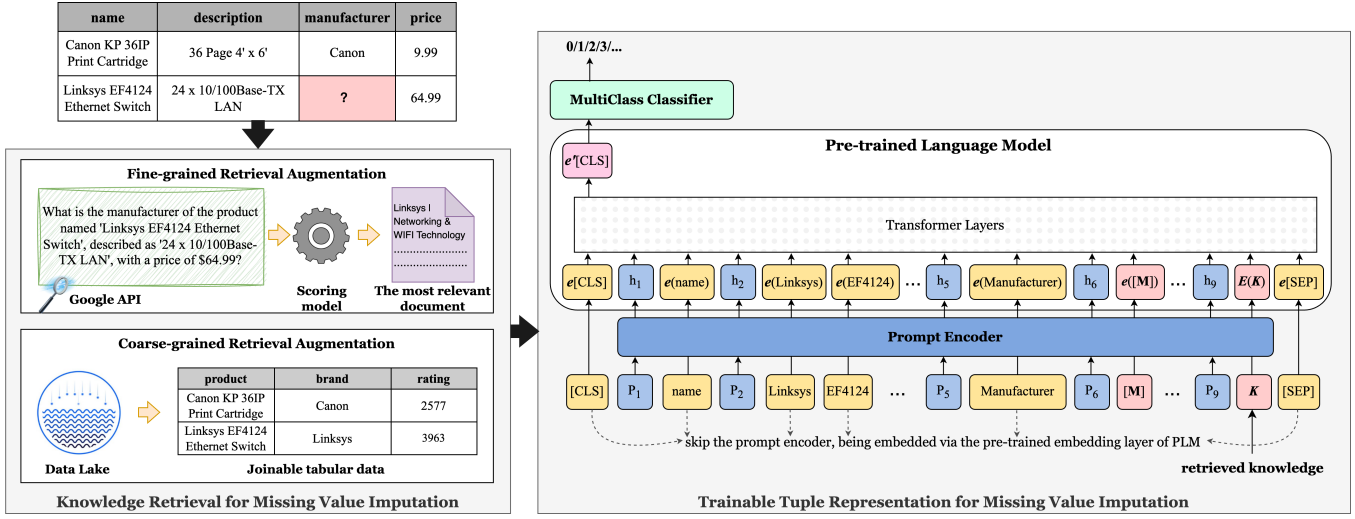 name description manufacturer price
Canon KP 36IP
Print Cartridge
36 Page 4' x 6'
Canon
9.99
Linksys EF4124
Ethernet Switch
24 x 10/100Base-TX
LAN
?
64.99
Fine-grained Retrieval Augmentation
What is the manufacturer of the product
named 'Linksys EF4124 Ethernet
Switch', described as '24 x 10/100Base-
TX LAN', with a price of $64.99?
Google API
Scoring
model
Linksys |
Networking &
WIFI Technology
The most relevant
document
Coarse-grained Retrieval Augmentation
Data Lake
product brand rating
Canon KP 36IP
Print Cartridge
Canon
2577
Linksys EF4124
Ethernet Switch
Linksys
3963
Joinable tabular data
Knowledge Retrieval for Missing Value Imputation
0/1/2/3/...
MultiClass Classifier
Pre-trained Language Model
e'[CLS]
Transformer Layers
e[CLS] h1 e(name) h2 e(Linksys) e(EF4124) ... h5 e(Manufacturer) h6 e([M]) ... h9 E(K) e[SEP]
Prompt Encoder
[CLS] P1 name P2 Linksys EF4124 ... P5 Manufacturer P6 [M] ... P9 K [SEP]
skip the prompt encoder, being embedded via the pre-trained embedding layer of PLM
retrieved knowledge
Trainable Tuple Representation for Missing Value Imputation